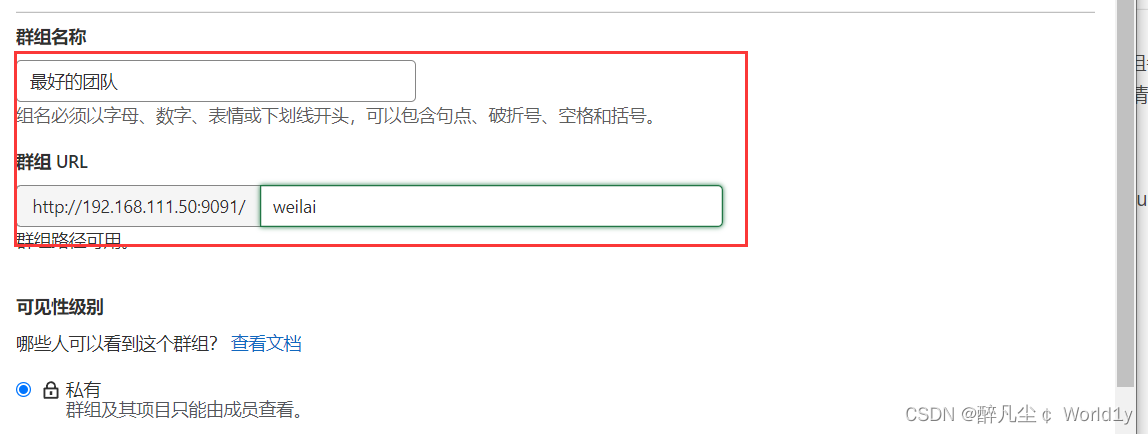 群组名称
最好的团队
组名必须以字母、数字、表情或下划线开头，可以包含句点、破折号、空格和括号。
群组 URL
http://192.168.111.50:9091/ weilai
群组路径可用。
可见性级别
哪些人可以看到这个群组？ 查看文档
私有
群组及其项目只能由成员查看。
CSDN @醉凡尘￠ World1y